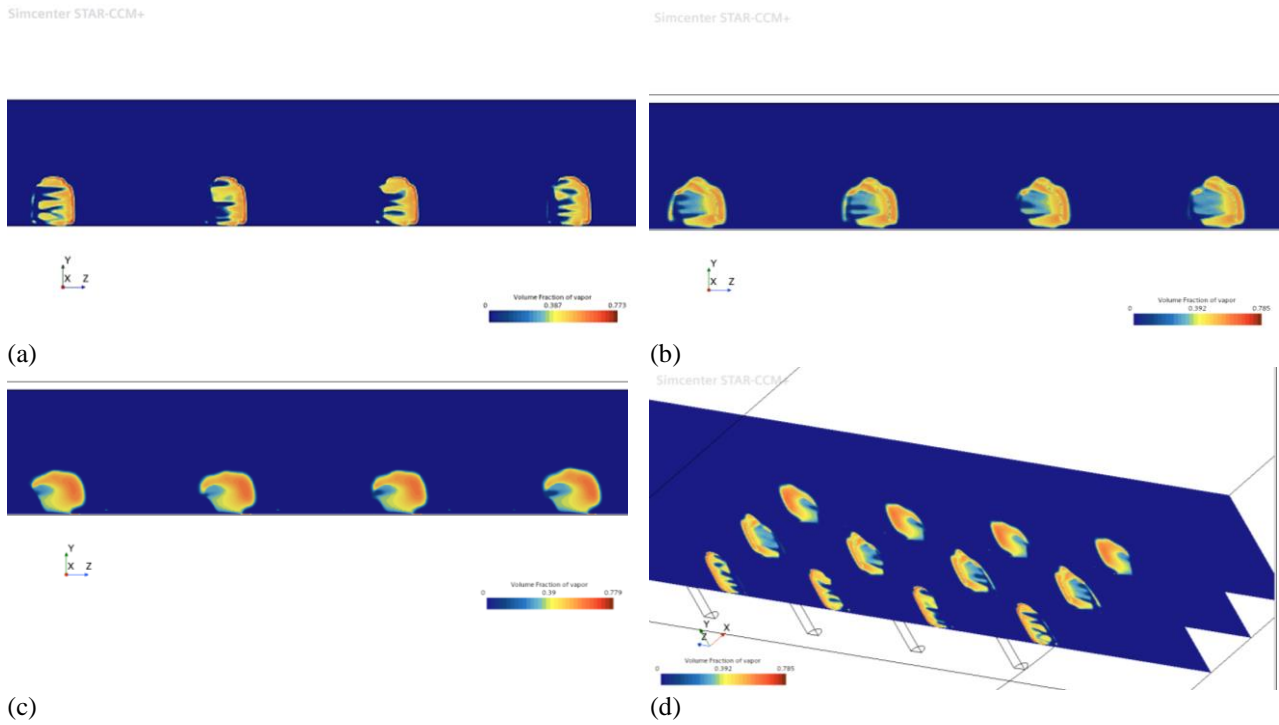 Simcenter STAR-CCM+
Y
X Z
Volume Fraction of vapor
0 0.387 0.773
(a)
Simcenter STAR-CCM+
Y
X Z
Volume Fraction of vapor
0 0.392 0.785
(b)
Y
X Z
Volume Fraction of vapor
0 0.39 0.779
(c)
Simcenter STAR-CCM+
Y X
Z
Volume Fraction of vapor
0 0.392 0.785
(d)